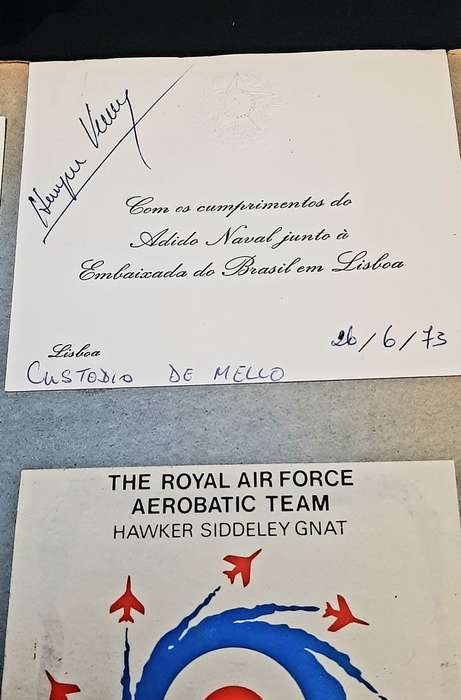 Com os cumprimentos do
Adido Naval junto à
Embaixada do Brasil em Lisboa
Lisboa
26/6/73
CUSTODIO DE MELLO
THE ROYAL AIR FORCE
AEROBATIC TEAM
HAWKER SIDDELEY GNAT